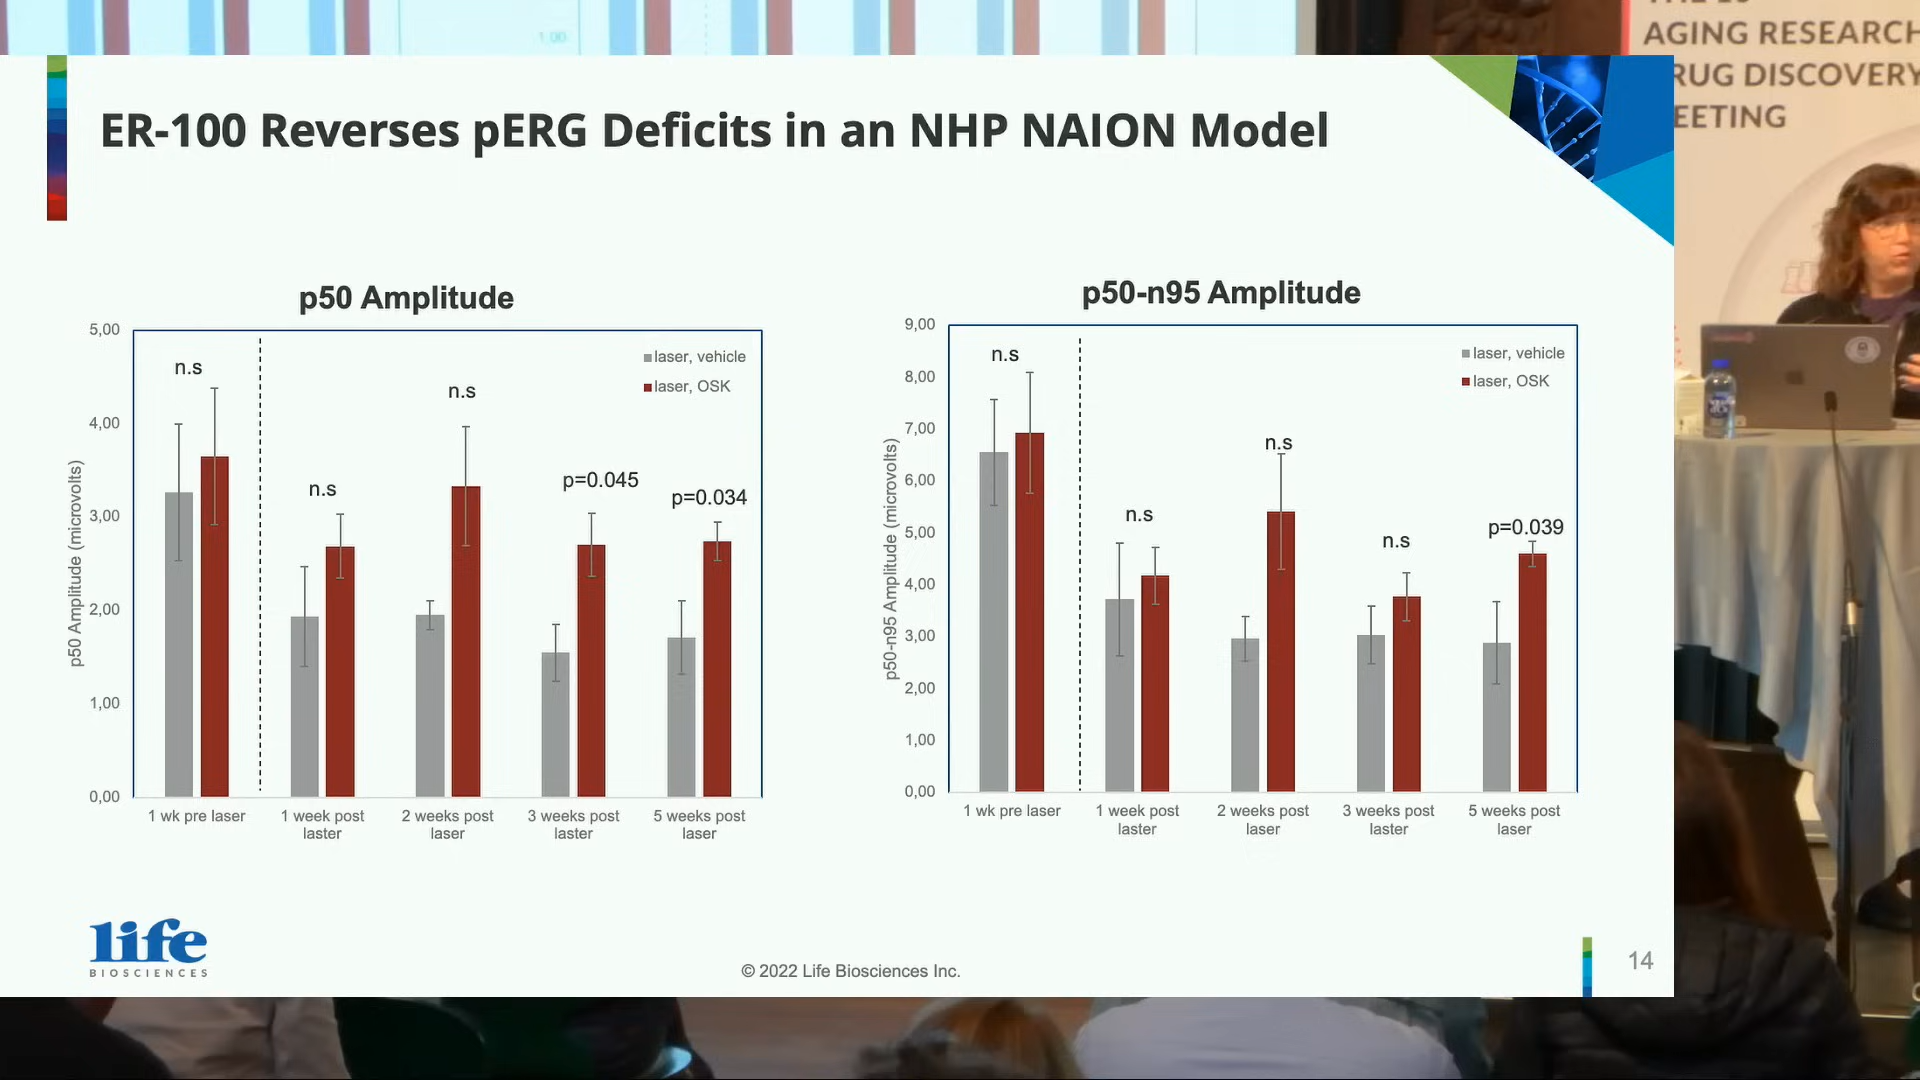 1.00
AGING RESEARCH
RUG DISCOVERY
EETING
ER-100 Reverses pERG Deficits in an NHP NAION Model
p50 Amplitude
5,00
4,00
3,00
2,00
1,00
0,00
p50 Amplitude (microvolts)
laser, vehicle
laser, OSK
n.s
n.s
n.s
p=0.045
p=0.034
1 wk pre laser
1 week post
laster
2 weeks post
laser
3 weeks post
laster
5 weeks post
laser
p50-n95 Amplitude
9,00
8,00
7,00
6,00
5,00
4,00
3,00
2,00
1,00
0,00
p50-n95 Amplitude (microvolts)
laser, vehicle
laser, OSK
n.s
n.s
n.s
n.s
p=0.039
1 wk pre laser
1 week post
laster
2 weeks post
laser
3 weeks post
laster
5 weeks post
laser
life
BIOSCIENCES
© 2022 Life Biosciences Inc.
14